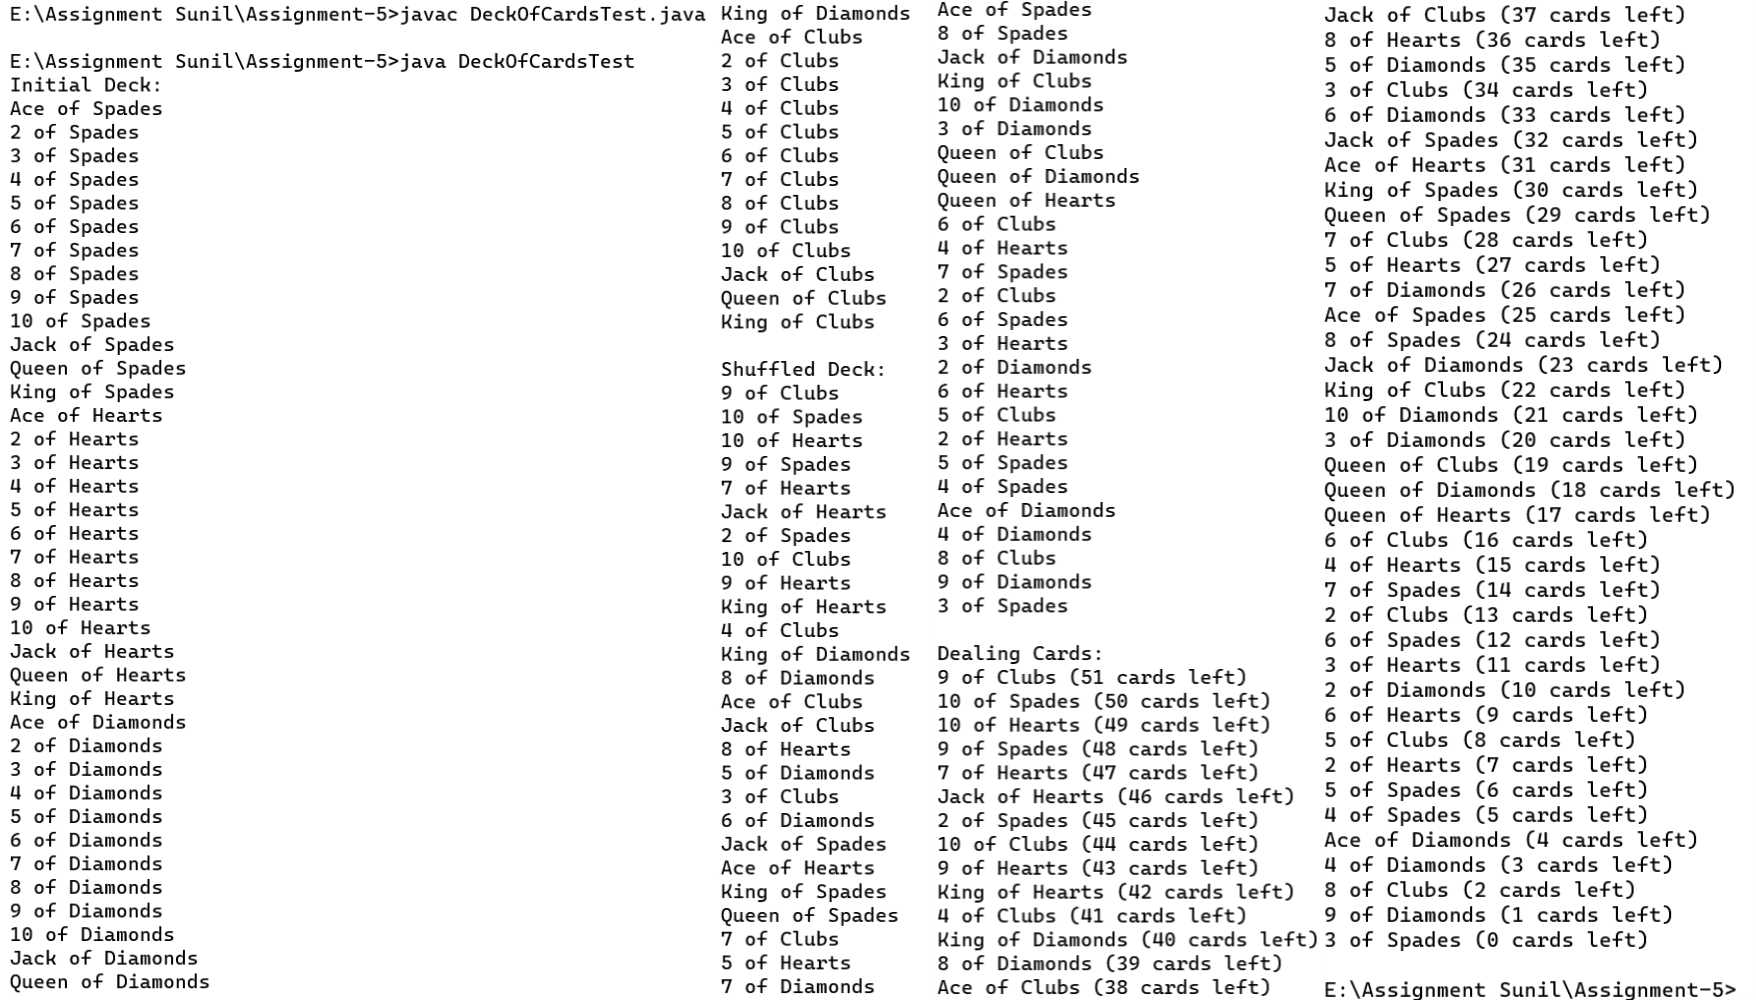 E:\Assignment Sunil\Assignment-5>javac DeckOfCardsTest.java

E:\Assignment Sunil\Assignment-5>java DeckOfCardsTest
Initial Deck:
Ace of Spades
2 of Spades
3 of Spades
4 of Spades
5 of Spades
6 of Spades
7 of Spades
8 of Spades
9 of Spades
10 of Spades
Jack of Spades
Queen of Spades
King of Spades
Ace of Hearts
2 of Hearts
3 of Hearts
4 of Hearts
5 of Hearts
6 of Hearts
7 of Hearts
8 of Hearts
9 of Hearts
10 of Hearts
Jack of Hearts
Queen of Hearts
King of Hearts
Ace of Diamonds
2 of Diamonds
3 of Diamonds
4 of Diamonds
5 of Diamonds
6 of Diamonds
7 of Diamonds
8 of Diamonds
9 of Diamonds
10 of Diamonds
Jack of Diamonds
Queen of Diamonds
King of Diamonds
Ace of Clubs
2 of Clubs
3 of Clubs
4 of Clubs
5 of Clubs
6 of Clubs
7 of Clubs
8 of Clubs
9 of Clubs
10 of Clubs
Jack of Clubs
Queen of Clubs
King of Clubs

Shuffled Deck:
9 of Clubs
10 of Spades
10 of Hearts
9 of Spades
7 of Hearts
Jack of Hearts
2 of Spades
10 of Clubs
9 of Hearts
King of Hearts
4 of Clubs
King of Diamonds
8 of Diamonds
Ace of Clubs
Jack of Clubs
8 of Hearts
5 of Diamonds
3 of Clubs
6 of Diamonds
Jack of Spades
Ace of Hearts
King of Spades
Queen of Spades
7 of Clubs
5 of Hearts
7 of Diamonds
Ace of Spades
8 of Spades
Jack of Diamonds
King of Clubs
10 of Diamonds
3 of Diamonds
Queen of Clubs
Queen of Diamonds
Queen of Hearts
6 of Clubs
4 of Hearts
7 of Spades
2 of Clubs
6 of Spades
3 of Hearts
2 of Diamonds
6 of Hearts
5 of Clubs
2 of Hearts
5 of Spades
4 of Spades
Ace of Diamonds
4 of Diamonds
8 of Clubs
9 of Diamonds
3 of Spades

Dealing Cards:
9 of Clubs (51 cards left)
10 of Spades (50 cards left)
10 of Hearts (49 cards left)
9 of Spades (48 cards left)
7 of Hearts (47 cards left)
Jack of Hearts (46 cards left)
2 of Spades (45 cards left)
10 of Clubs (44 cards left)
9 of Hearts (43 cards left)
King of Hearts (42 cards left)
4 of Clubs (41 cards left)
King of Diamonds (40 cards left)
8 of Diamonds (39 cards left)
Ace of Clubs (38 cards left)
Jack of Clubs (37 cards left)
8 of Hearts (36 cards left)
5 of Diamonds (35 cards left)
3 of Clubs (34 cards left)
6 of Diamonds (33 cards left)
Jack of Spades (32 cards left)
Ace of Hearts (31 cards left)
King of Spades (30 cards left)
Queen of Spades (29 cards left)
7 of Clubs (28 cards left)
5 of Hearts (27 cards left)
7 of Diamonds (26 cards left)
Ace of Spades (25 cards left)
8 of Spades (24 cards left)
Jack of Diamonds (23 cards left)
King of Clubs (22 cards left)
10 of Diamonds (21 cards left)
3 of Diamonds (20 cards left)
Queen of Clubs (19 cards left)
Queen of Diamonds (18 cards left)
Queen of Hearts (17 cards left)
6 of Clubs (16 cards left)
4 of Hearts (15 cards left)
7 of Spades (14 cards left)
2 of Clubs (13 cards left)
6 of Spades (12 cards left)
3 of Hearts (11 cards left)
2 of Diamonds (10 cards left)
6 of Hearts (9 cards left)
5 of Clubs (8 cards left)
2 of Hearts (7 cards left)
5 of Spades (6 cards left)
4 of Spades (5 cards left)
Ace of Diamonds (4 cards left)
4 of Diamonds (3 cards left)
8 of Clubs (2 cards left)
9 of Diamonds (1 cards left)
3 of Spades (0 cards left)

E:\Assignment Sunil\Assignment-5>